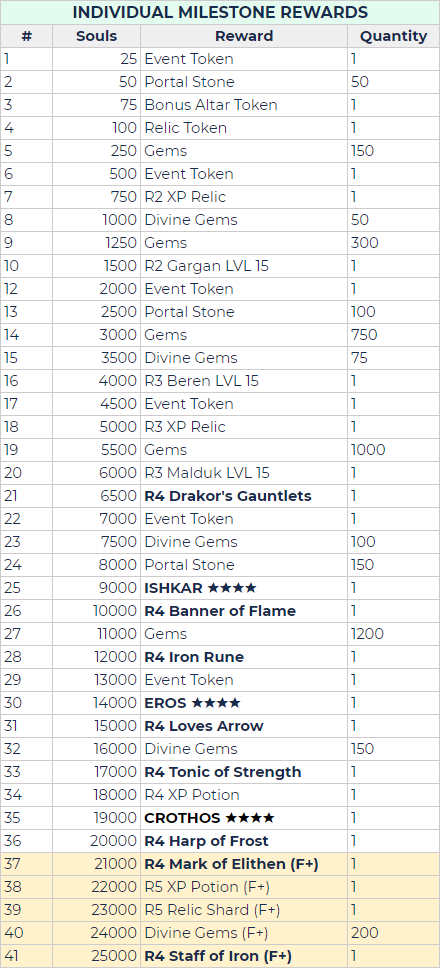 INDIVIDUAL MILESTONE REWARDS
# Souls Reward Quantity
1 25 Event Token 1
2 50 Portal Stone 50
3 75 Bonus Altar Token 1
4 100 Relic Token 1
5 250 Gems 150
6 500 Event Token 1
7 750 R2 XP Relic 1
8 1000 Divine Gems 50
9 1250 Gems 300
10 1500 R2 Gargan LVL 15 1
12 2000 Event Token 1
13 2500 Portal Stone 100
14 3000 Gems 750
15 3500 Divine Gems 75
16 4000 R3 Beren LVL 15 1
17 4500 Event Token 1
18 5000 R3 XP Relic 1
19 5500 Gems 1000
20 6000 R3 Malduk LVL 15 1
21 6500 R4 Drakor's Gauntlets 1
22 7000 Event Token 1
23 7500 Divine Gems 100
24 8000 Portal Stone 150
25 9000 ISHKAR ★★★★ 1
26 10000 R4 Banner of Flame 1
27 11000 Gems 1200
28 12000 R4 Iron Rune 1
29 13000 Event Token 1
30 14000 EROS ★★★★ 1
31 15000 R4 Loves Arrow 1
32 16000 Divine Gems 150
33 17000 R4 Tonic of Strength 1
34 18000 R4 XP Potion 1
35 19000 CROTHOS ★★★★ 1
36 20000 R4 Harp of Frost 1
37 21000 R4 Mark of Elithen (F+) 1
38 22000 R5 XP Potion (F+) 1
39 23000 R5 Relic Shard (F+) 1
40 24000 Divine Gems (F+) 200
41 25000 R4 Staff of Iron (F+) 1